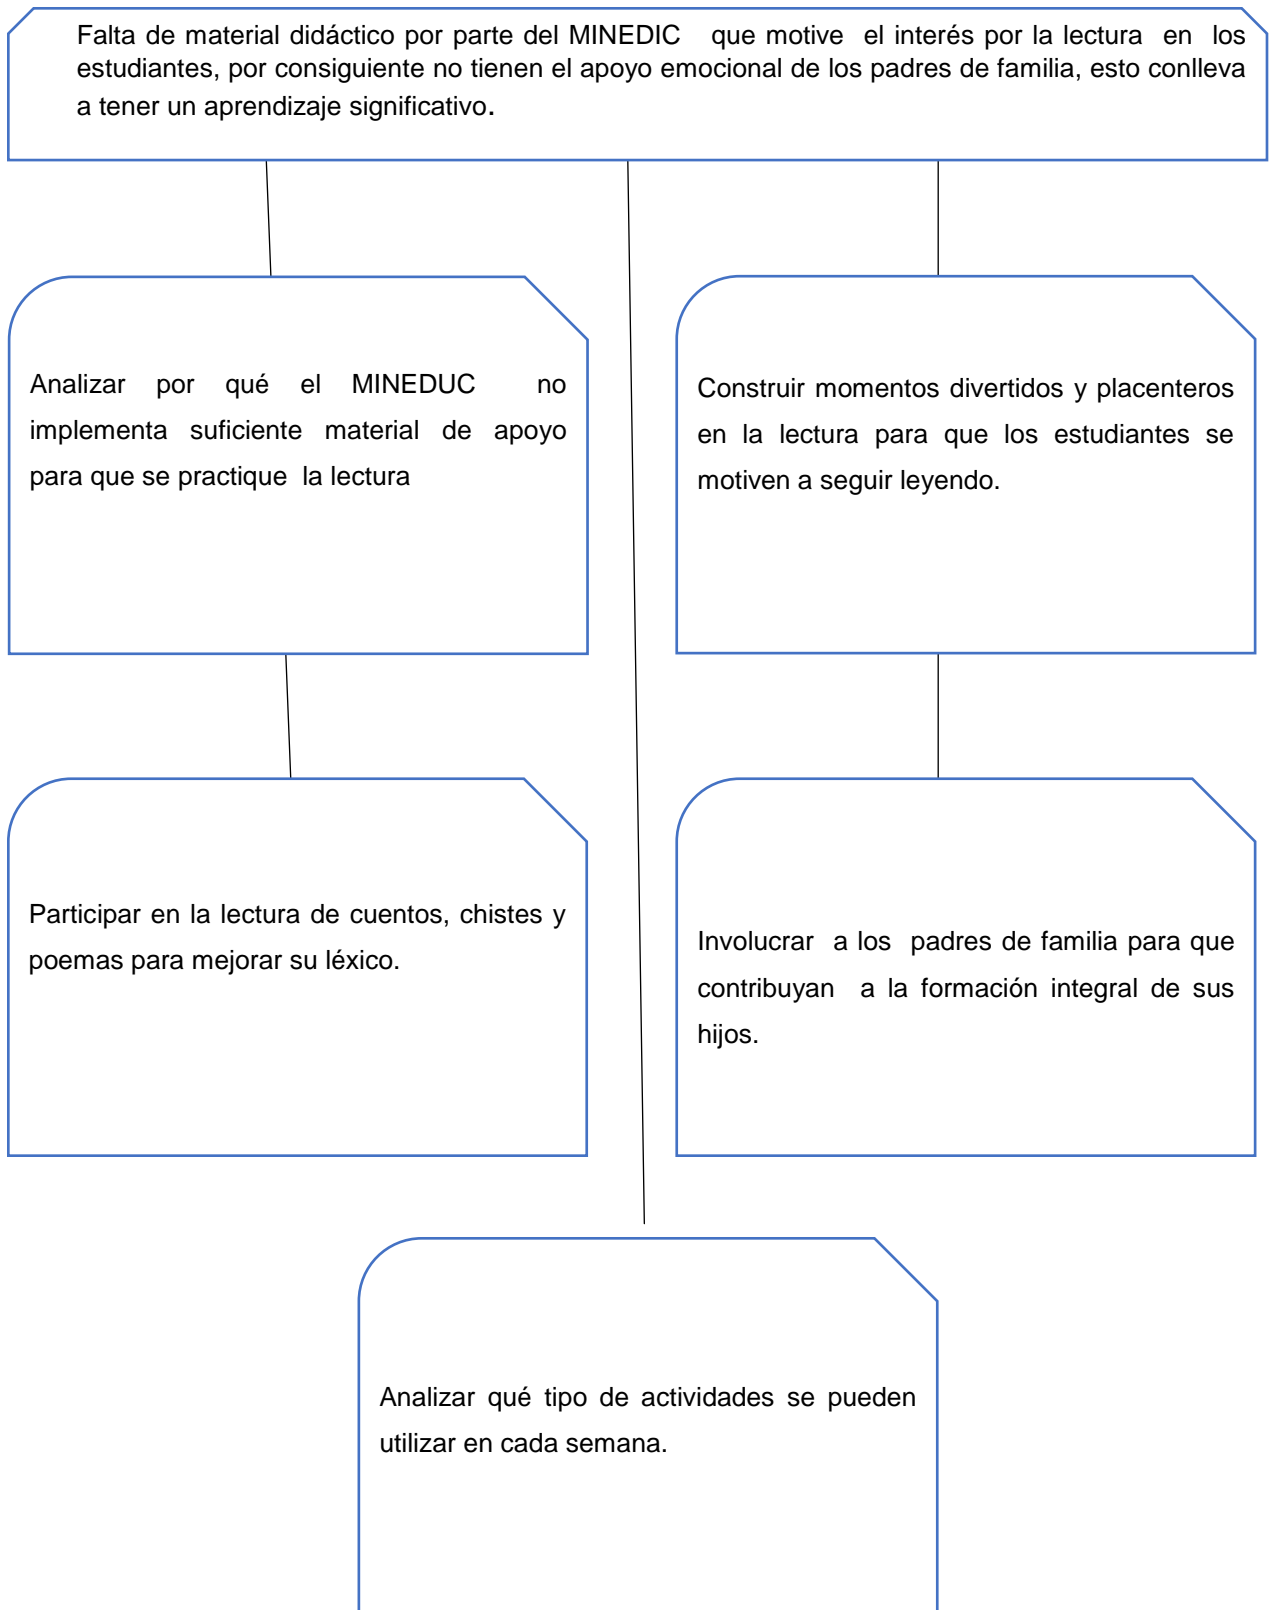 Falta de material didáctico por parte del MINEDIC que motive el interés por la lectura en los
estudiantes, por consiguiente no tienen el apoyo emocional de los padres de familia, esto conlleva
a tener un aprendizaje significativo.
Analizar por qué el MINEDUC no
implementa suficiente material de apoyo
para que se practique la lectura
Construir momentos divertidos y placenteros
en la lectura para que los estudiantes se
motiven a seguir leyendo.
Participar en la lectura de cuentos, chistes y
poemas para mejorar su léxico.
Involucrar a los padres de familia para que
contribuyan a la formación integral de sus
hijos.
Analizar qué tipo de actividades se pueden
utilizar en cada semana.